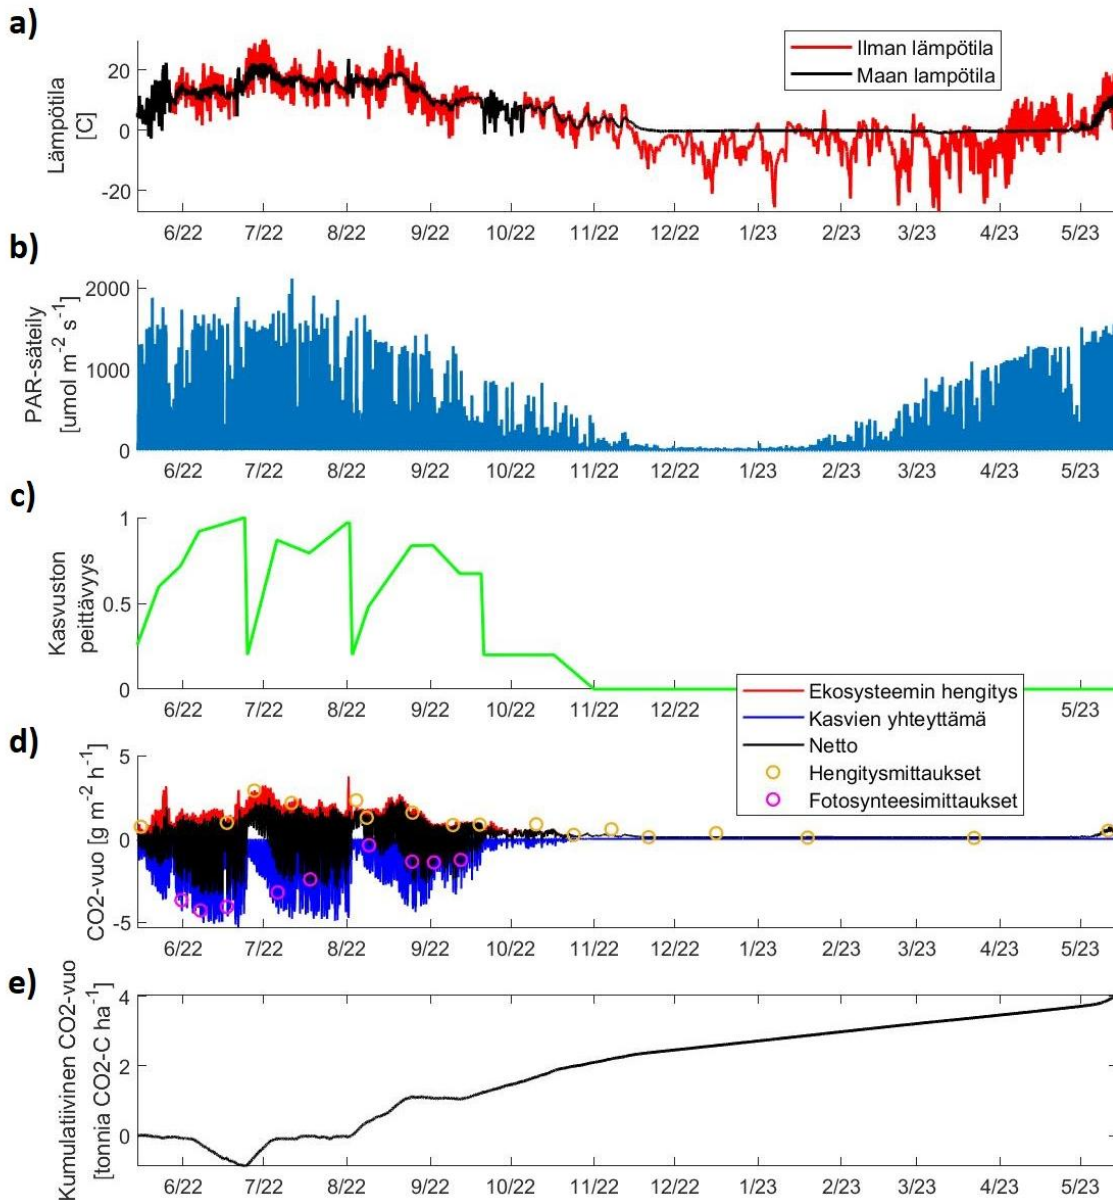 a)
20
0
-20
Lämpötila
[C]
Ilman lämpötila
Maan lampötila
6/22 7/22 8/22 9/22 10/22 11/22 12/22 1/23 2/23 3/23 4/23 5/23
b)
2000
1000
0
PAR-säteily
[umol m⁻² s⁻¹]
6/22 7/22 8/22 9/22 10/22 11/22 12/22 1/23 2/23 3/23 4/23 5/23
c)
1
0.5
0
Kasvuston
peittävyys
6/22 7/22 8/22 9/22 10/22 11/22 12/22 5/23
Ekosysteemin hengitys
Kasvien yhteyttämä
Netto
Hengitysmittaukset
Fotosynteesimittaukset
d)
5
0
-5
CO2-vuo [g m⁻² h⁻¹]
6/22 7/22 8/22 9/22 10/22 11/22 12/22 1/23 2/23 3/23 4/23 5/23
e)
4
2
0
Kumulatiivinen CO2-vuo
[tonnia CO2-C ha⁻¹]
6/22 7/22 8/22 9/22 10/22 11/22 12/22 1/23 2/23 3/23 4/23 5/23